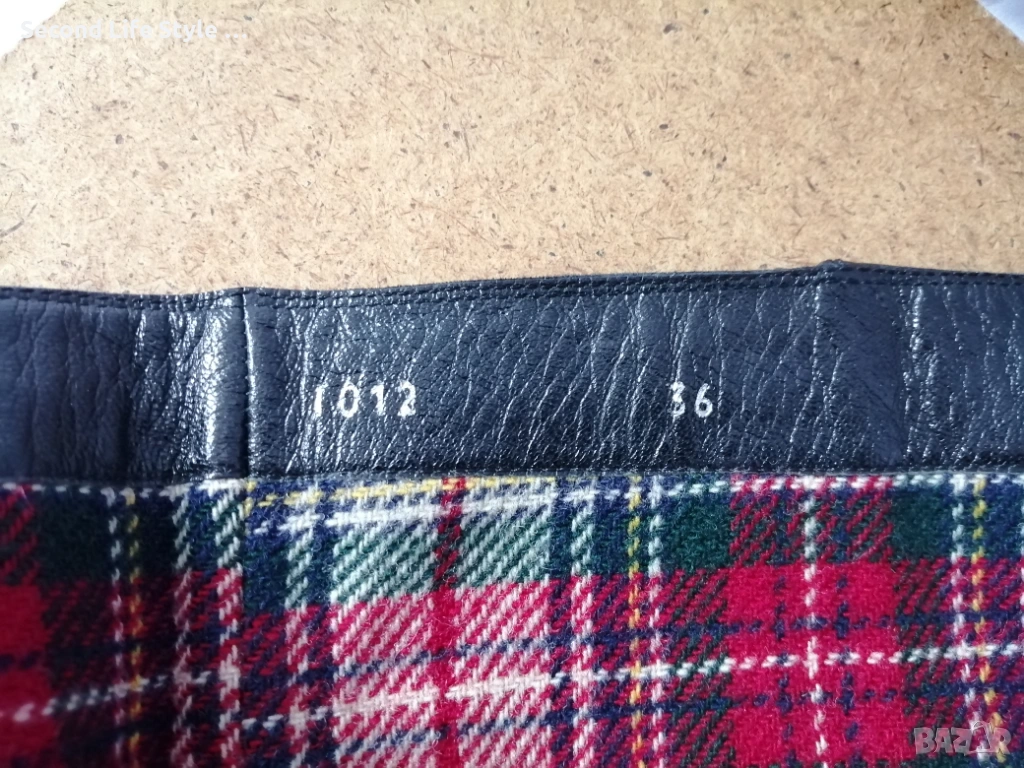 Second Life Style ...
1012 36
BAZAR